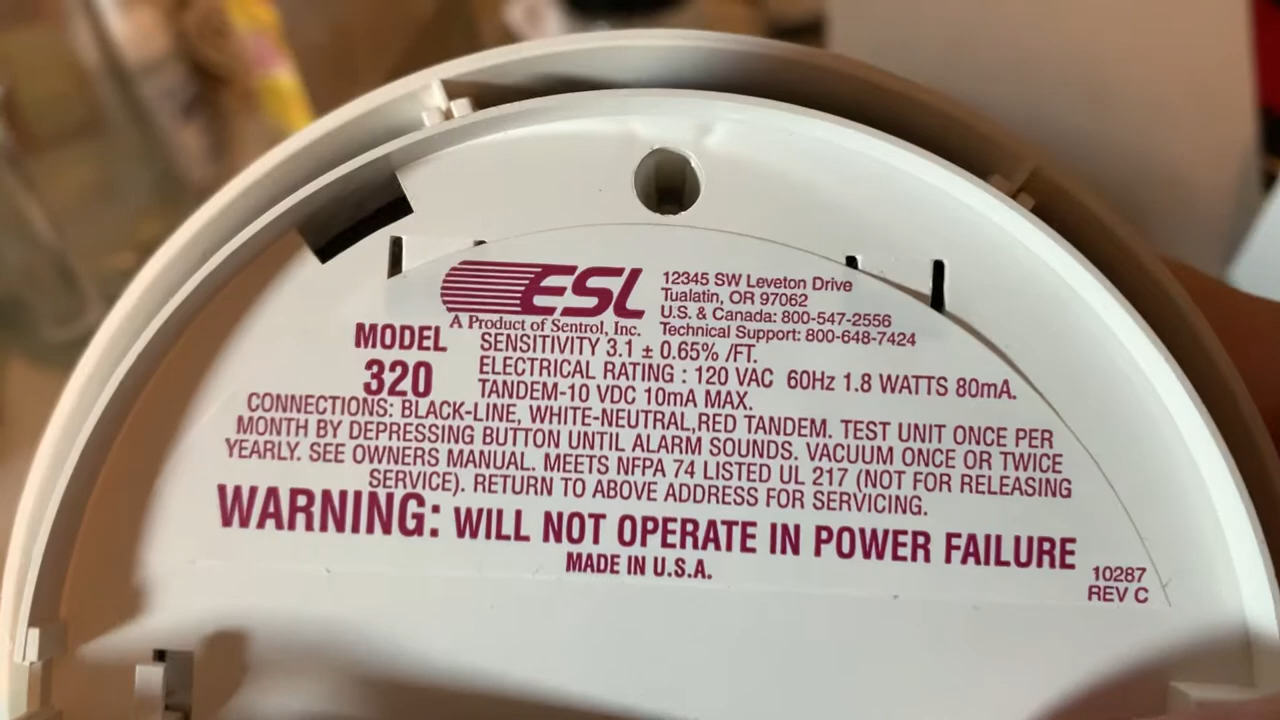 ESL
A Product of Sentrol, Inc.
12345 SW Leveton Drive
Tualatin, OR 97062
U.S. & Canada: 800-547-2556
Technical Support: 800-648-7424
MODEL
320
SENSITIVITY 3.1 ± 0.65% /FT.
ELECTRICAL RATING : 120 VAC 60Hz 1.8 WATTS 80mA.
TANDEM-10 VDC 10mA MAX.
CONNECTIONS: BLACK-LINE, WHITE-NEUTRAL,RED TANDEM. TEST UNIT ONCE PER
MONTH BY DEPRESSING BUTTON UNTIL ALARM SOUNDS. VACUUM ONCE OR TWICE
YEARLY. SEE OWNERS MANUAL. MEETS NFPA 74 LISTED UL 217 (NOT FOR RELEASING
SERVICE). RETURN TO ABOVE ADDRESS FOR SERVICING.
WARNING: WILL NOT OPERATE IN POWER FAILURE
MADE IN U.S.A.
10287
REV C